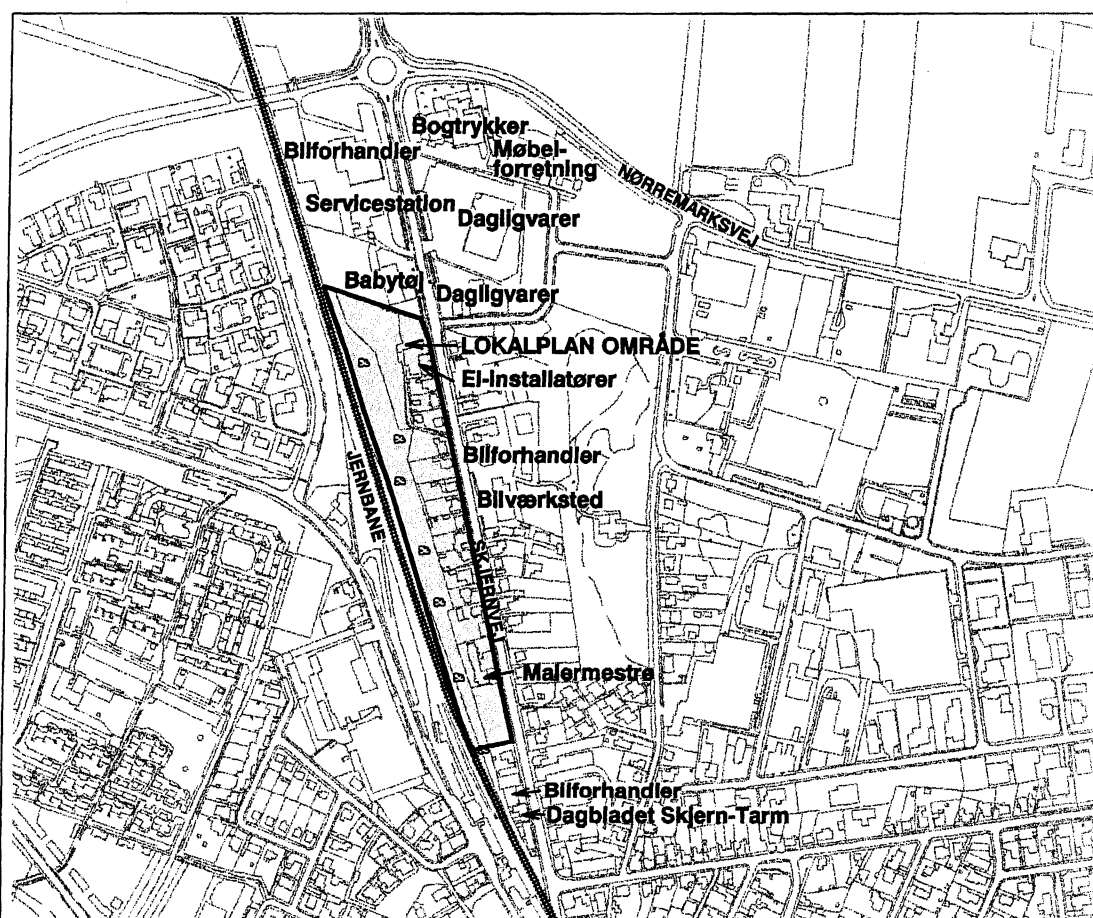 Bogtrykker
Bilforhandler
Møbel-
forretning
NØRREMARKSVEJ
Servicestation
Dagligvarer
Babytøj
Dagligvarer
LOKALPLAN OMRÅDE
El-Installatører
JERNBANE
Bilforhandler
Bilværksted
SKJERNVEJ
Malermestre
Bilforhandler
Dagbladet Skjern-Tarm